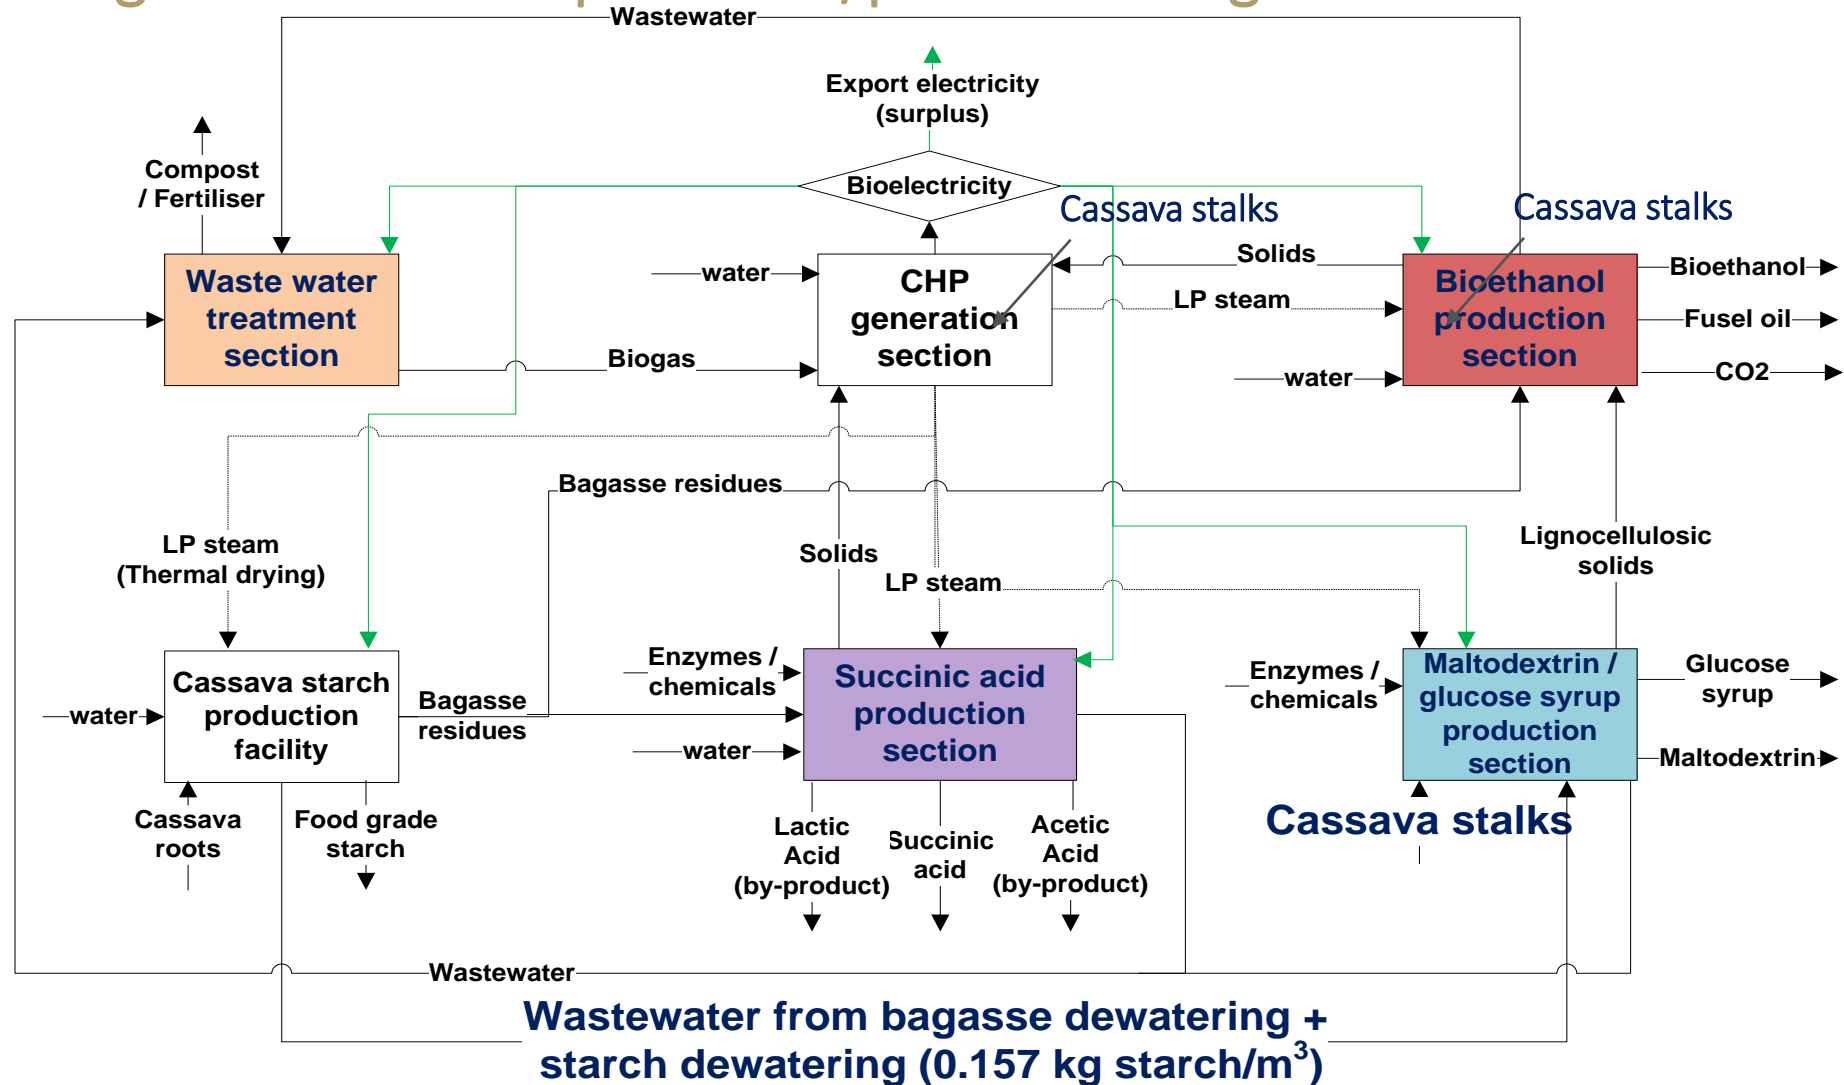 Wastewater
Export electricity
(surplus)
Compost
/ Fertiliser
Bioelectricity
Cassava stalks
Cassava stalks
Waste water
treatment
section
water
CHP
generation
section
Solids
LP steam
Bioethanol
production
section
Bioethanol
Fusel oil
CO2
water
Biogas
Bagasse residues
LP steam
(Thermal drying)
Solids
LP steam
Lignocellulosic
solids
Cassava starch
production
facility
water
Bagasse
residues
Enzymes /
chemicals
water
Succinic acid
production
section
Enzymes /
chemicals
Maltodextrin /
glucose syrup
production
section
Glucose
syrup
Maltodextrin
Cassava
roots
Food grade
starch
Lactic
Acid
(by-product)
Succinic
acid
Acetic
Acid
(by-product)
Cassava stalks
Wastewater
Wastewater from bagasse dewatering +
starch dewatering (0.157 kg starch/m³)